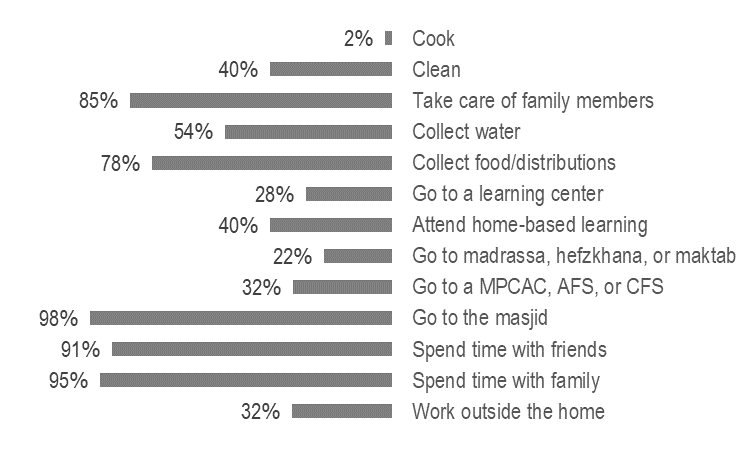 2% Cook
40% Clean
85% Take care of family members
54% Collect water
78% Collect food/distributions
28% Go to a learning center
40% Attend home-based learning
22% Go to madrassa, hefzkhana, or maktab
32% Go to a MPCAC, AFS, or CFS
98% Go to the masjid
91% Spend time with friends
95% Spend time with family
32% Work outside the home